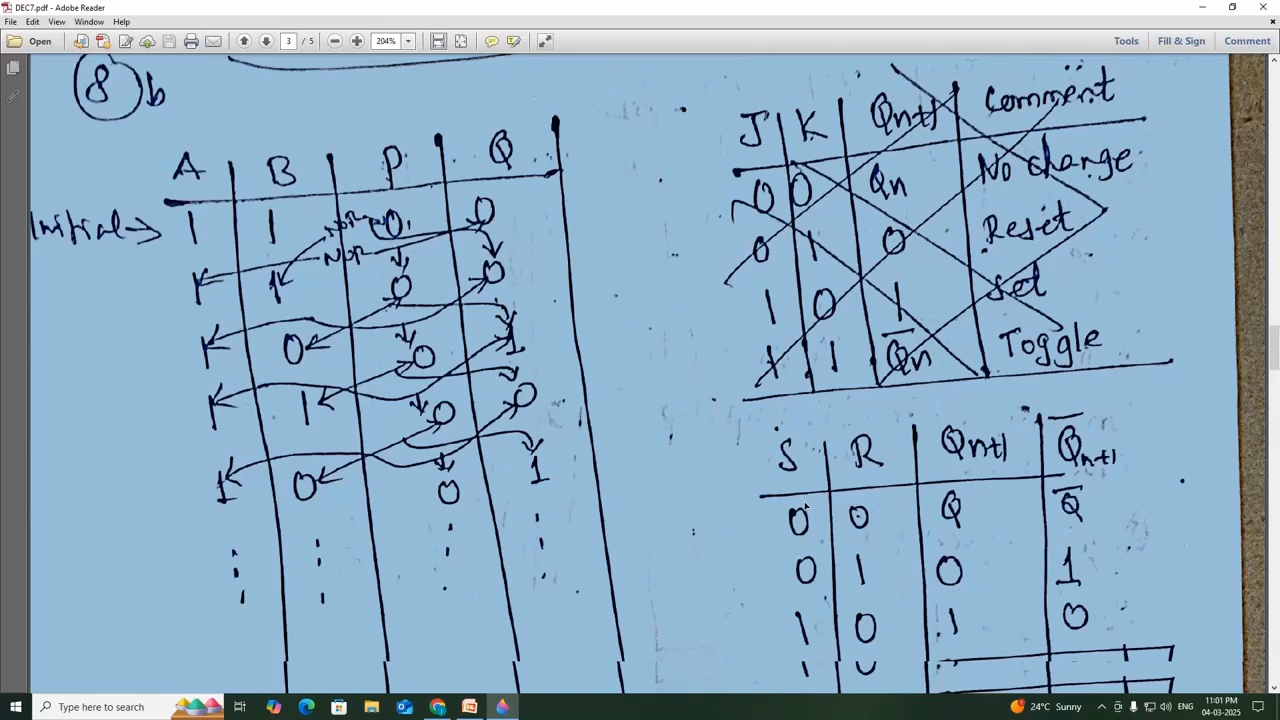 DEC7.pdf - Adobe Reader
File Edit View Window Help
Open 3 / 5 204% Tools Fill & Sign Comment
8 b
A B P Q
Initial → 1 1 0 0
NOT
NOT
1 1 0 0
1 0 0 1
1 1 0 0
1 0 0 1
J K Qn+1 Comment
0 0 Qn No change
0 1 0 Reset
1 0 1 Set
1 1 Q̅n Toggle
S R Qn+1 Q̅n+1
0 0 Q Q̅
0 1 0 1
1 0 1 0
Type here to search
24°C Sunny ENG 11:01 PM
04-03-2025